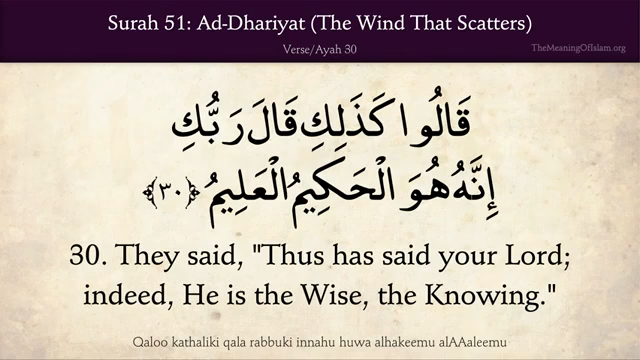 Surah 51: Ad-Dhariyat (The Wind That Scatters)
Verse/Ayah 30
TheMeaningOfIslam.org
قَالُوا كَذَٰلِكِ قَالَ رَبُّكِ
إِنَّهُ هُوَ الْحَكِيمُ الْعَلِيمُ ﴿٣٠﴾
30. They said, "Thus has said your Lord;
indeed, He is the Wise, the Knowing."
Qaloo kathaliki qala rabbuki innahu huwa alhakeemu alAAaleemu